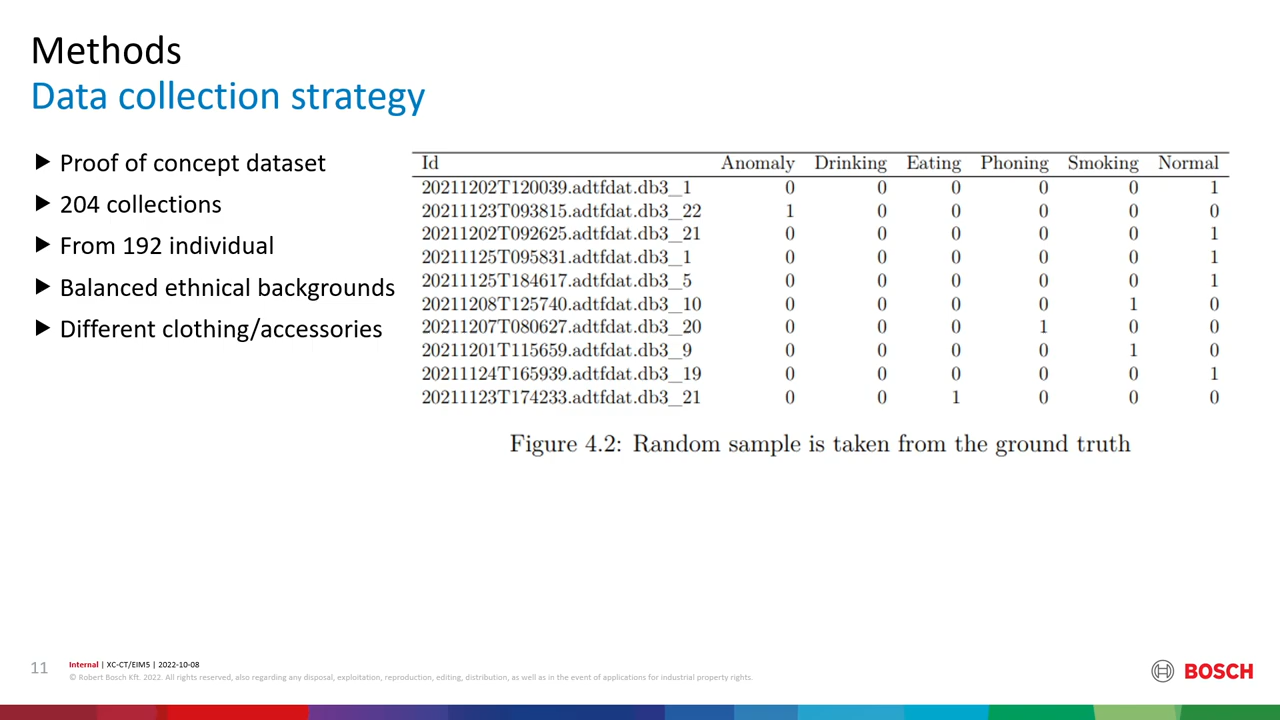 Methods
Data collection strategy
Proof of concept dataset
204 collections
From 192 individual
Balanced ethnical backgrounds
Different clothing/accessories
Id Anomaly Drinking Eating Phoning Smoking Normal
20211202T120039.adtfdat.db3_1 0 0 0 0 0 1
20211123T093815.adtfdat.db3_22 1 0 0 0 0 0
20211202T092625.adtfdat.db3_21 0 0 0 0 0 1
20211125T095831.adtfdat.db3_1 0 0 0 0 0 1
20211125T184617.adtfdat.db3_5 0 0 0 0 0 1
20211208T125740.adtfdat.db3_10 0 0 0 0 1 0
20211207T080627.adtfdat.db3_20 0 0 0 1 0 0
20211201T115659.adtfdat.db3_9 0 0 0 0 1 0
20211124T165939.adtfdat.db3_19 0 0 0 0 0 1
20211123T174233.adtfdat.db3_21 0 0 1 0 0 0
Figure 4.2: Random sample is taken from the ground truth
11
Internal | XC-CT/EIM5 | 2022-10-08
© Robert Bosch Kft. 2022. All rights reserved, also regarding any disposal, exploitation, reproduction, editing, distribution, as well as in the event of applications for industrial property rights.
BOSCH